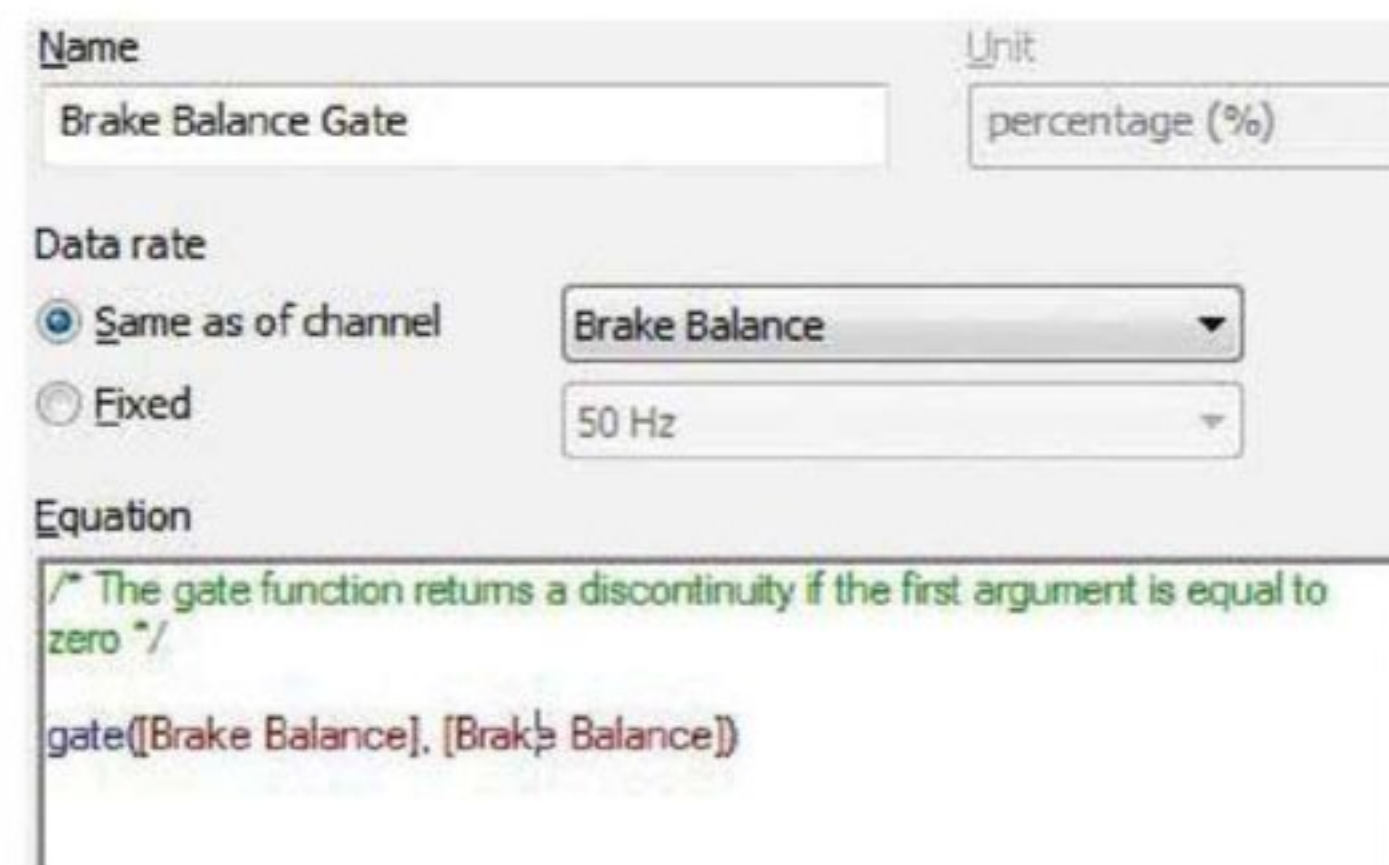 Name Unit
Brake Balance Gate percentage (%)
Data rate
Same as of channel Brake Balance
Fixed 50 Hz
Equation
/* The gate function returns a discontinuity if the first argument is equal to
zero */
gate([Brake Balance], [Brake Balance])